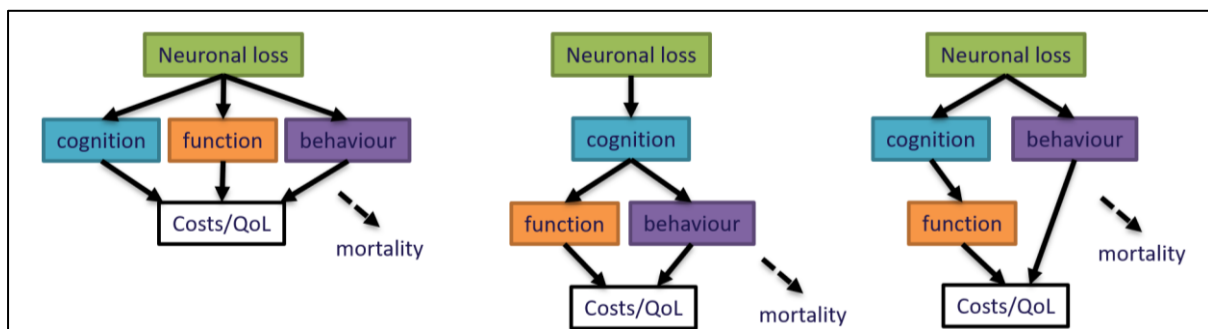 Neuronal loss
cognition
function
behaviour
Costs/QoL
mortality
Neuronal loss
cognition
function
behaviour
Costs/QoL
mortality
Neuronal loss
cognition
behaviour
function
mortality
Costs/QoL